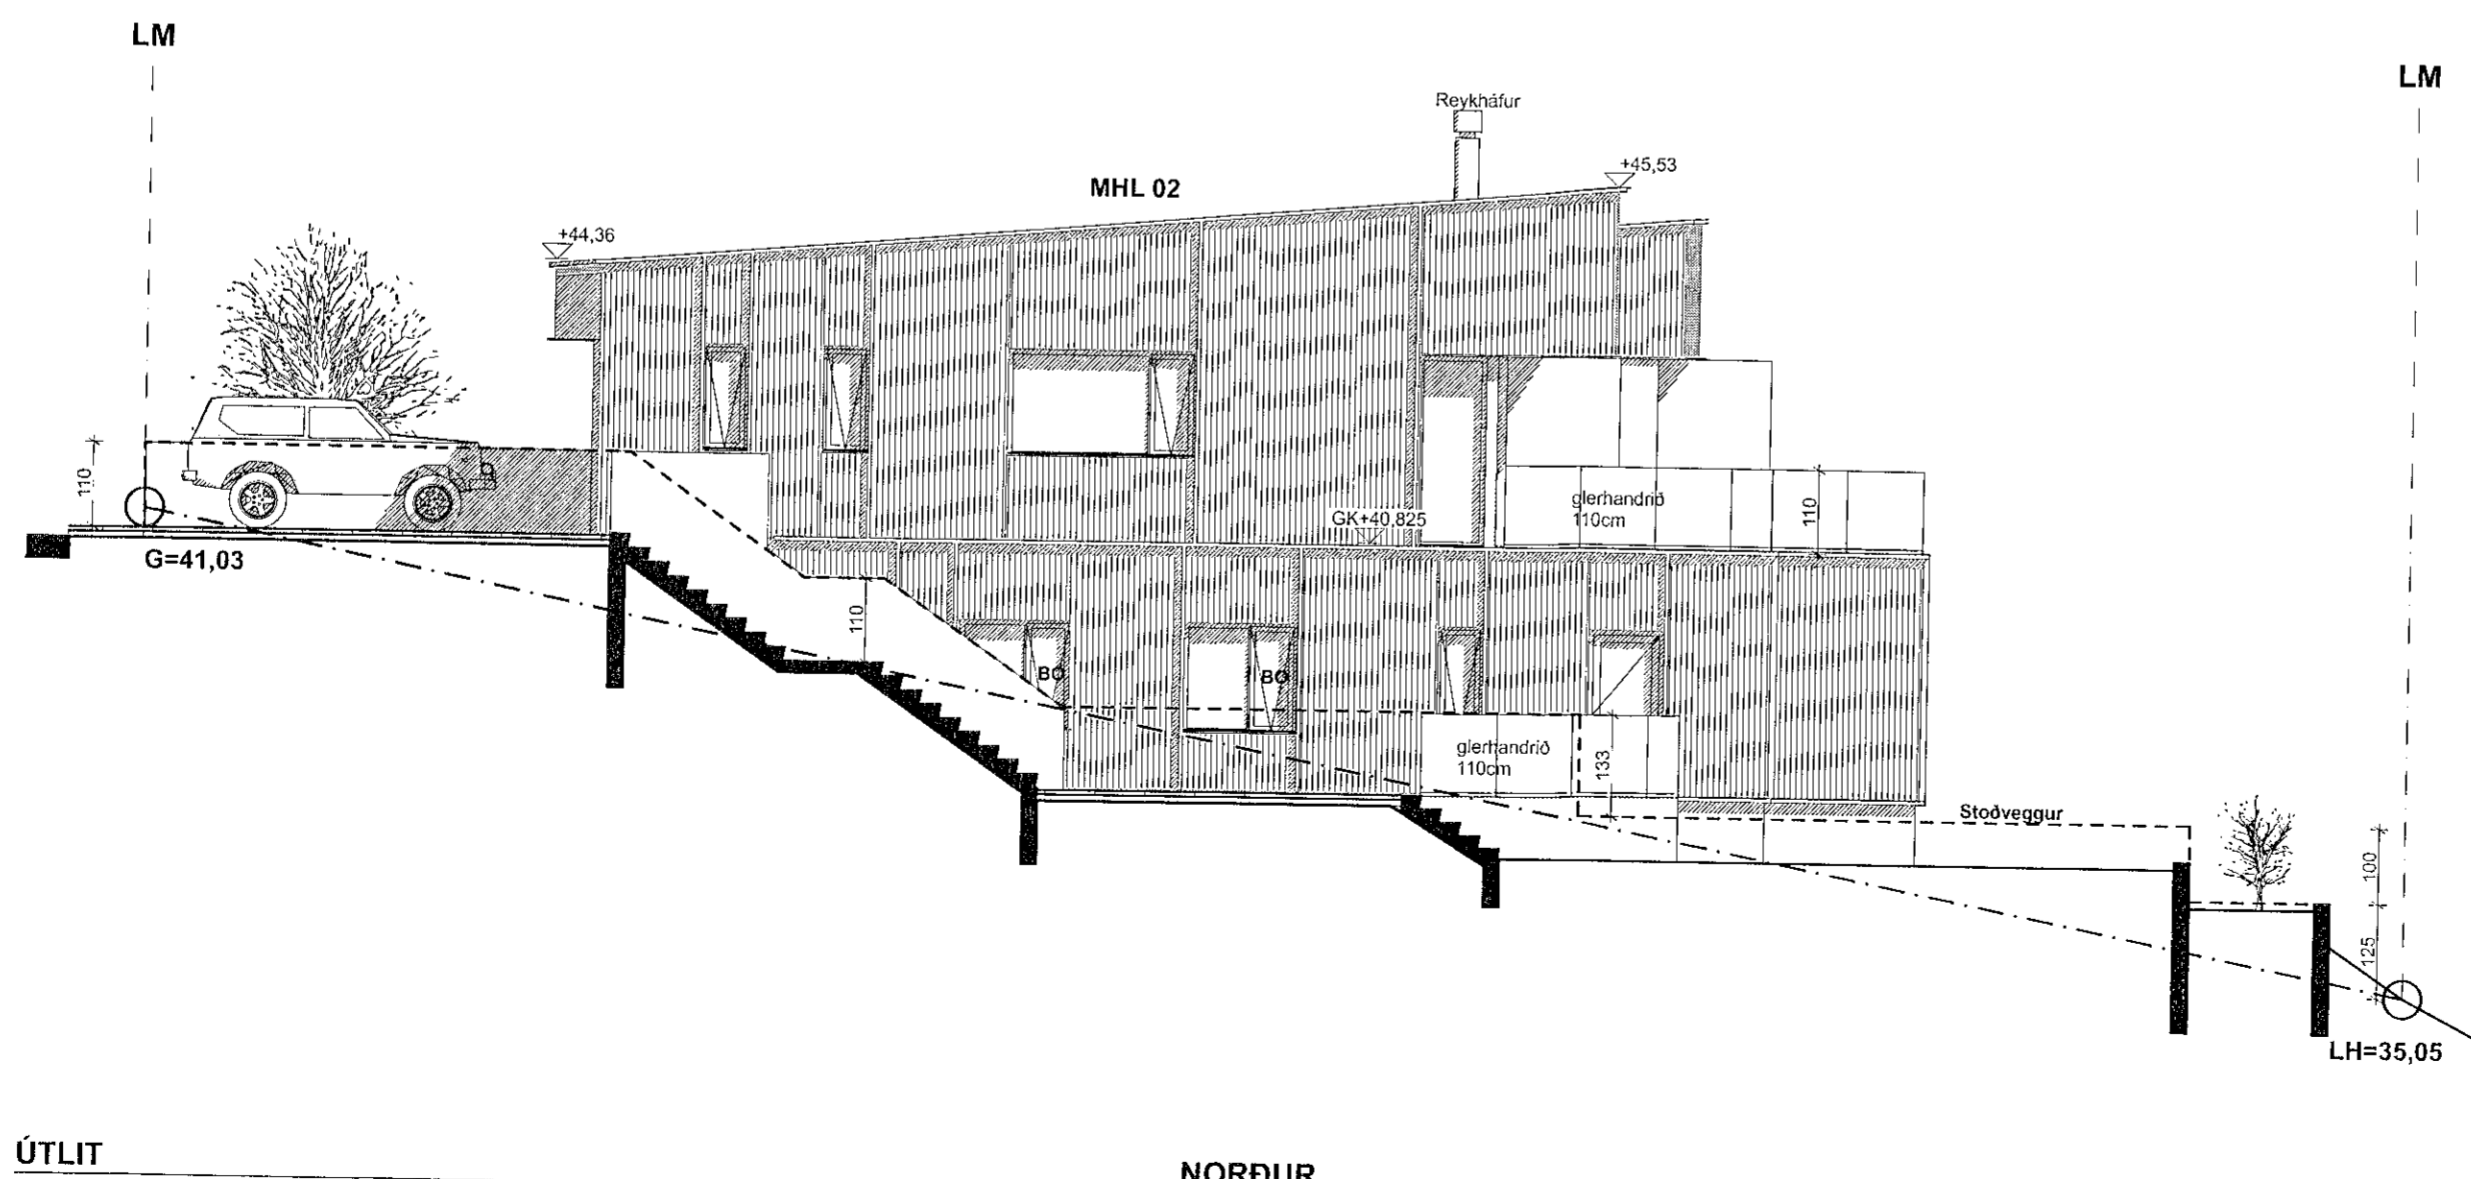 LM
LM
Reykháfur
+45,53
MHL 02
+44,36
110
glerhandrið
110cm
110
GK+40,825
G=41,03
110
BO
BO
glerhandrið
110cm
133
Stoðveggur
100
125
LH=35,05
ÚTLIT
NORÐUR